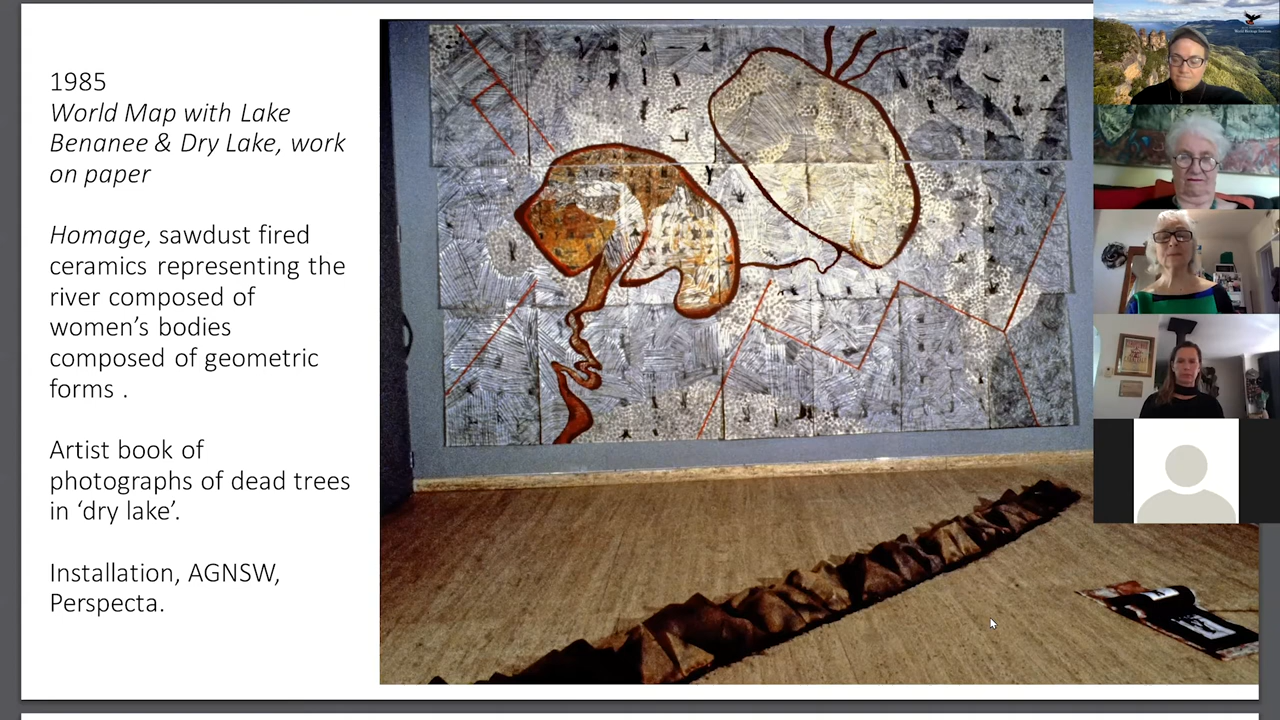 1985
World Map with Lake
Benanee & Dry Lake, work
on paper
Homage, sawdust fired
ceramics representing the
river composed of
women’s bodies
composed of geometric
forms .
Artist book of
photographs of dead trees
in ‘dry lake’.
Installation, AGNSW,
Perspecta.